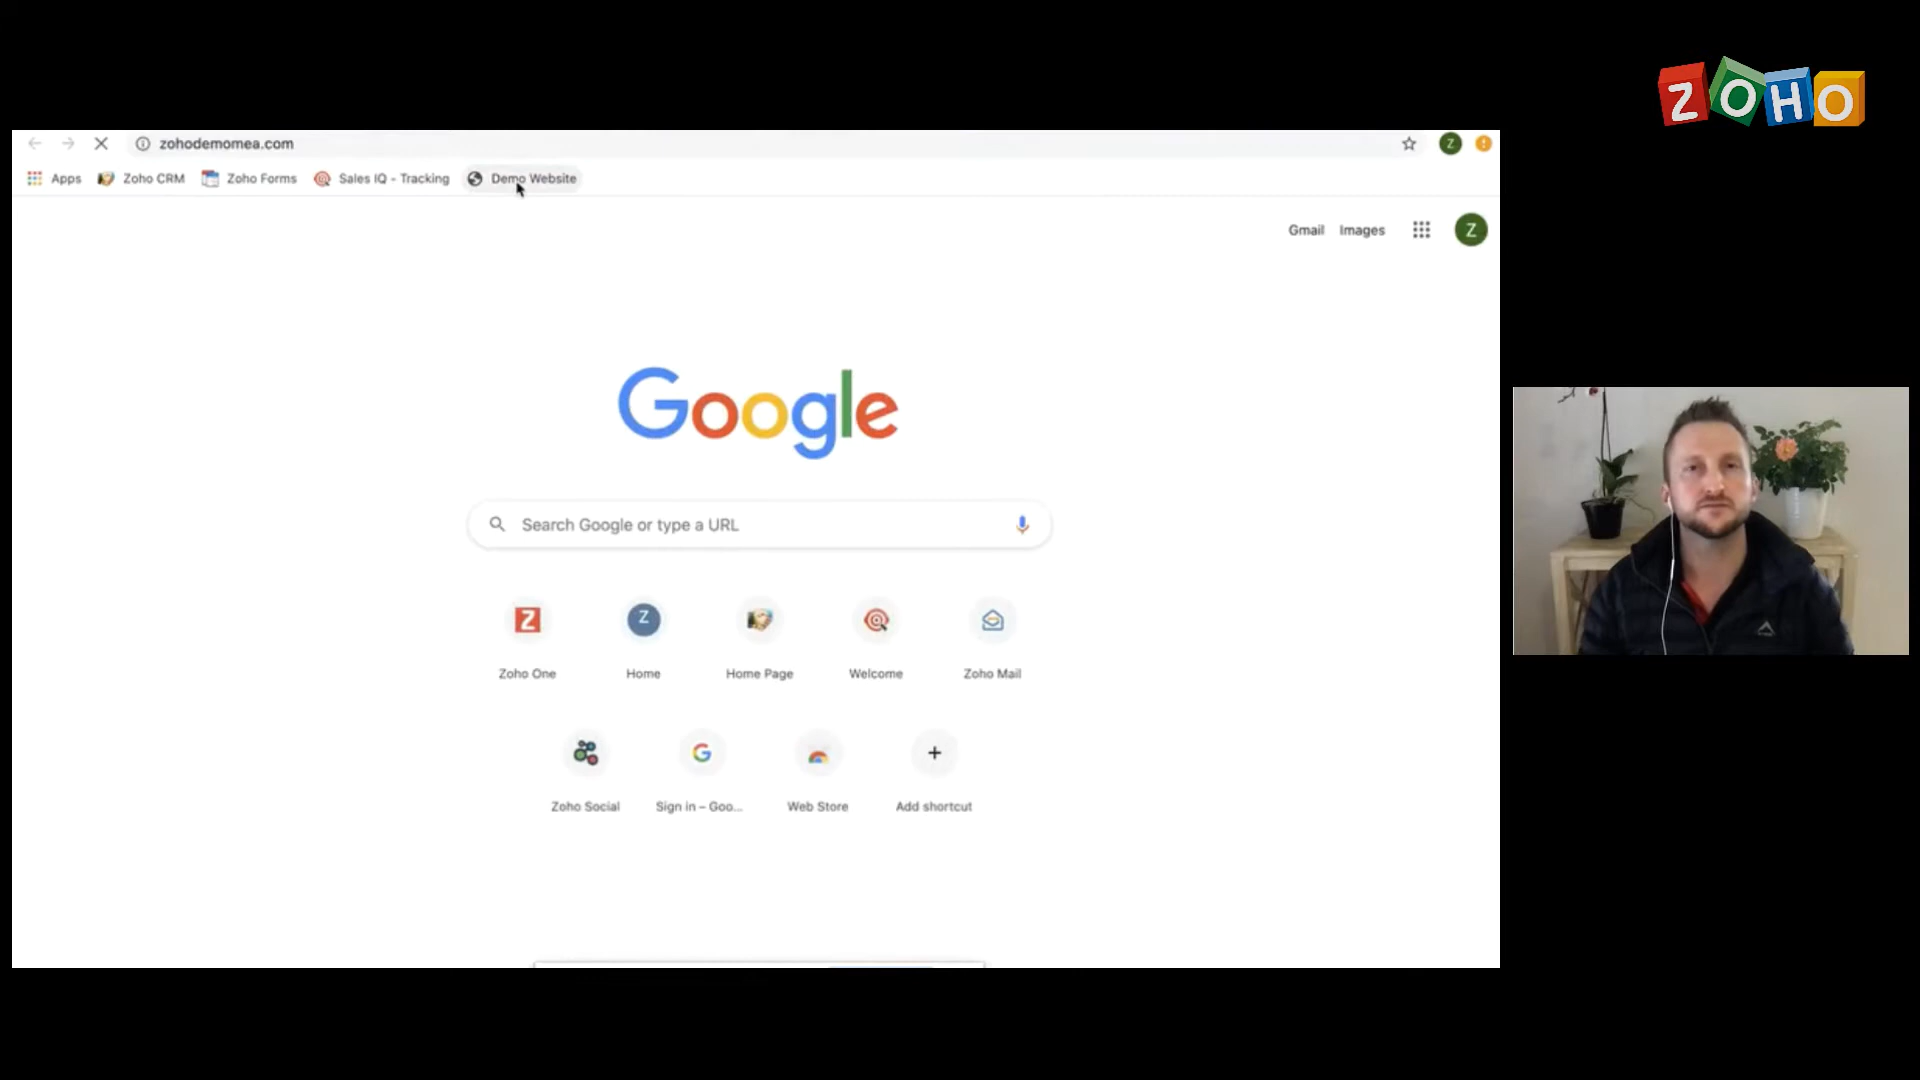 ZOHO
zohodemomea.com
Z
Apps Zoho CRM Zoho Forms Sales IQ - Tracking Demo Website
Gmail Images Z
Google
Search Google or type a URL
Z Z
Zoho One Home Home Page Welcome Zoho Mail
G
Zoho Social Sign in – Goo... Web Store Add shortcut